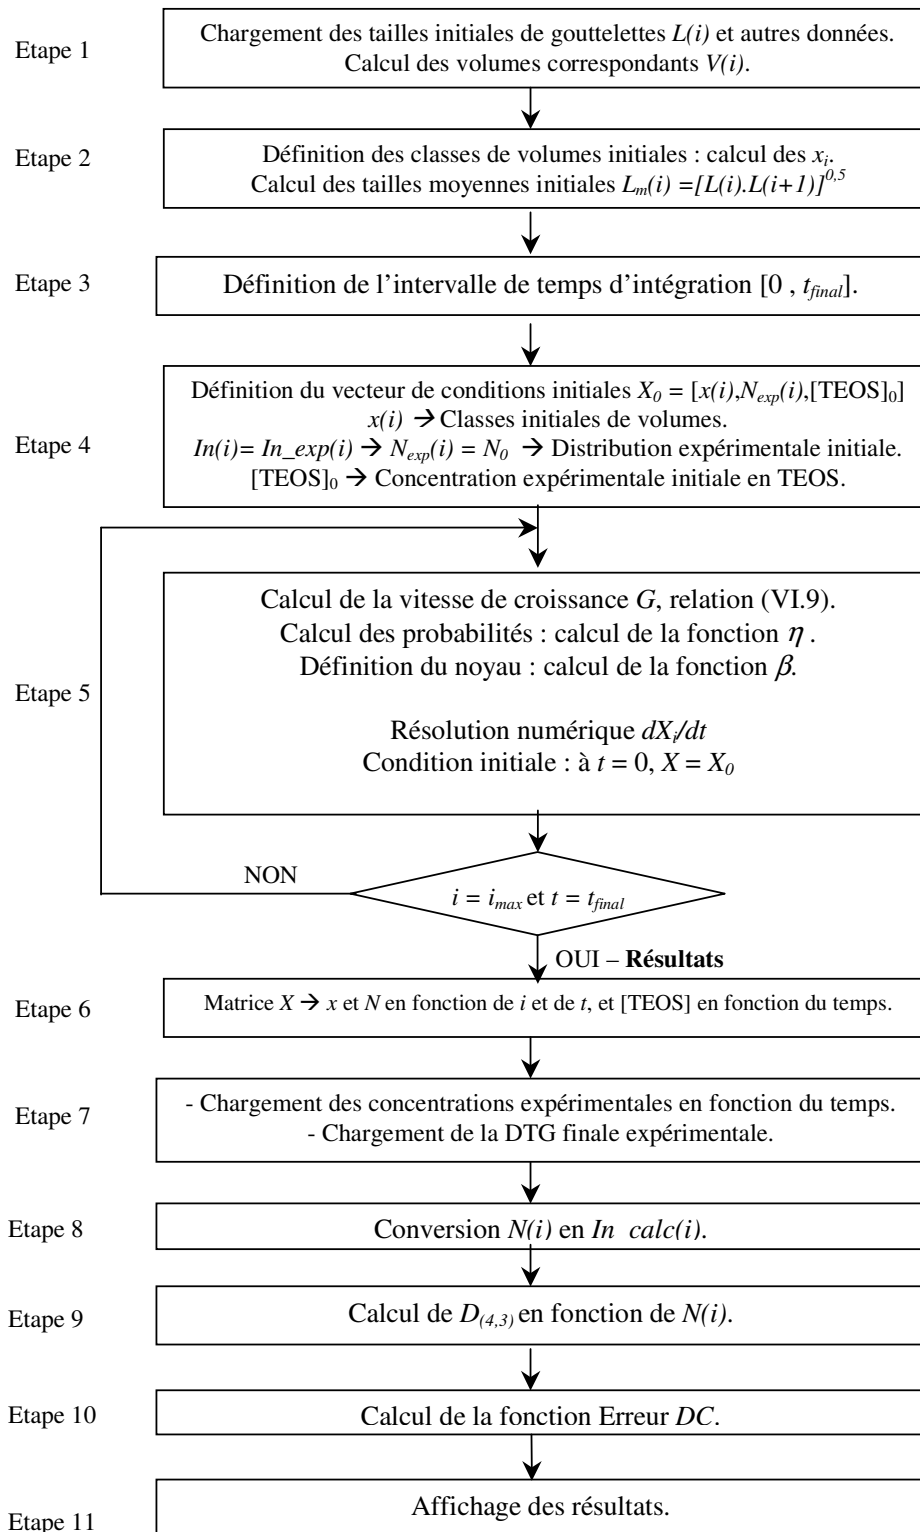 Etape 1
Chargement des tailles initiales de gouttelettes L(i) et autres données.
Calcul des volumes correspondants V(i).
Etape 2
Définition des classes de volumes initiales : calcul des xᵢ.
Calcul des tailles moyennes initiales Lₘ(i) =[L(i).L(i+1)]^0,5
Etape 3
Définition de l’intervalle de temps d’intégration [0 , t_final].
Etape 4
Définition du vecteur de conditions initiales X₀ = [x(i),N_exp(i),[TEOS]₀]
x(i) → Classes initiales de volumes.
In(i)= In_exp(i) → N_exp(i) = N₀ → Distribution expérimentale initiale.
[TEOS]₀ → Concentration expérimentale initiale en TEOS.
Etape 5
Calcul de la vitesse de croissance G, relation (VI.9).
Calcul des probabilités : calcul de la fonction η .
Définition du noyau : calcul de la fonction β.
Résolution numérique dXᵢ/dt
Condition initiale : à t = 0, X = X₀
NON
i = i_max et t = t_final
OUI – Résultats
Etape 6
Matrice X → x et N en fonction de i et de t, et [TEOS] en fonction du temps.
Etape 7
- Chargement des concentrations expérimentales en fonction du temps.
- Chargement de la DTG finale expérimentale.
Etape 8
Conversion N(i) en In calc(i).
Etape 9
Calcul de D₍₄,₃₎ en fonction de N(i).
Etape 10
Calcul de la fonction Erreur DC.
Etape 11
Affichage des résultats.